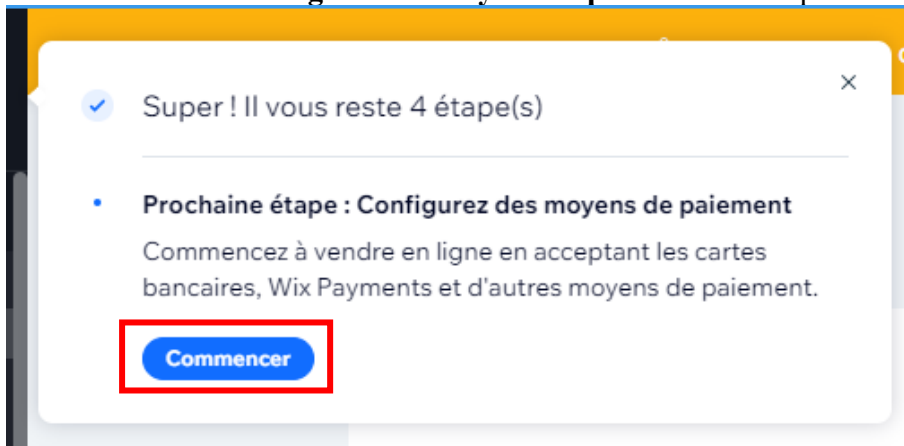 Super ! Il vous reste 4 étape(s)
Prochaine étape : Configurez des moyens de paiement
Commencez à vendre en ligne en acceptant les cartes
bancaires, Wix Payments et d'autres moyens de paiement.
Commencer